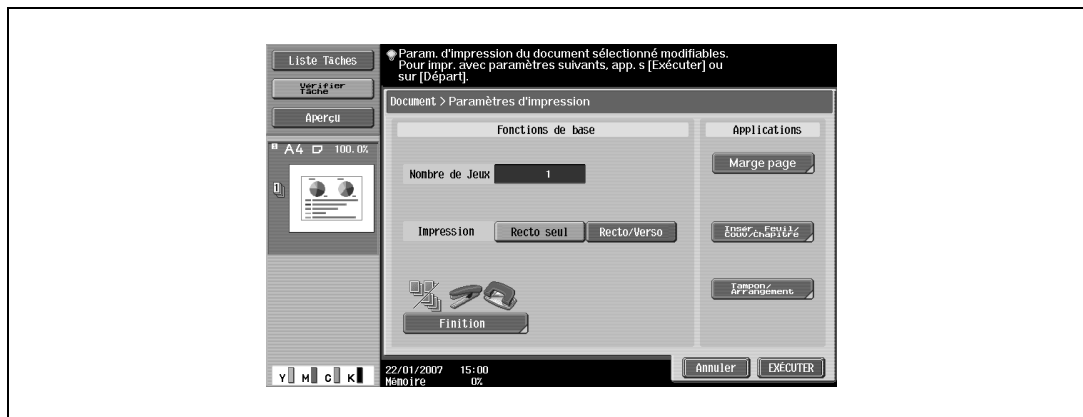 Liste Tâches
Vérifier
Tâche
Aperçu
A4 100.0%
1
Y M C K
Param. d'impression du document sélectionné modifiables.
Pour impr. avec paramètres suivants, app. s [Exécuter] ou
sur [Départ].
Document > Paramètres d'impression
Fonctions de base
Nombre de Jeux 1
Impression Recto seul Recto/Verso
Finition
Applications
Marge page
Insér. Feuil/
Couv/Chapitre
Tampon/
Arrangement
22/01/2007 15:00
Mémoire 0%
Annuler EXÉCUTER